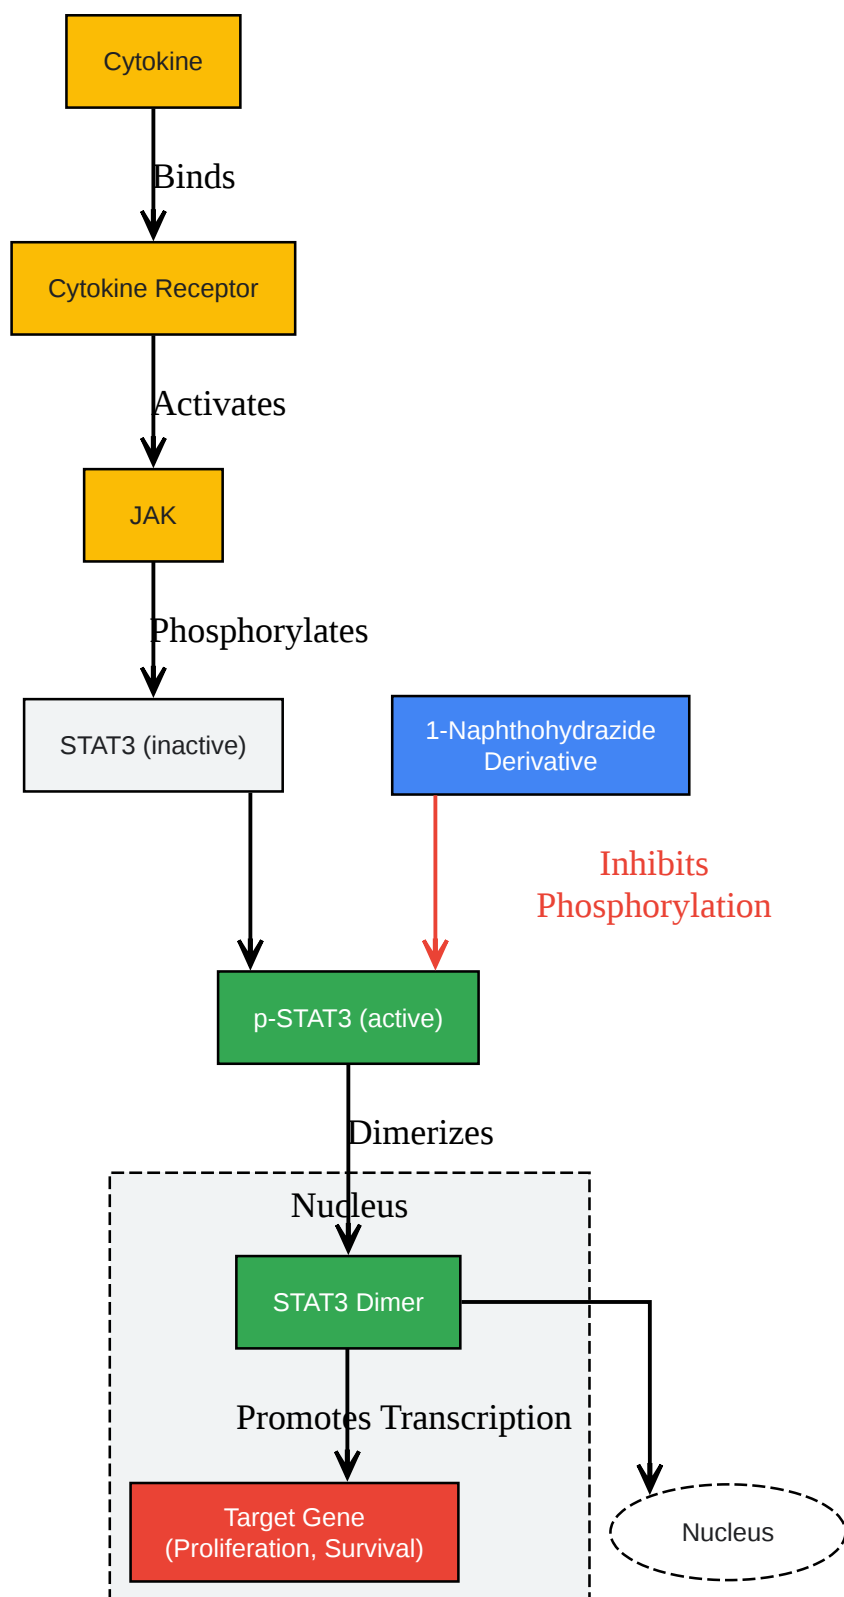 Cytokine
Binds
Cytokine Receptor
Activates
JAK
Phosphorylates
STAT3 (inactive)
1-Naphthohydrazide
Derivative
Inhibits
Phosphorylation
p-STAT3 (active)
Dimerizes
Nucleus
STAT3 Dimer
Promotes Transcription
Target Gene
(Proliferation, Survival)
Nucleus